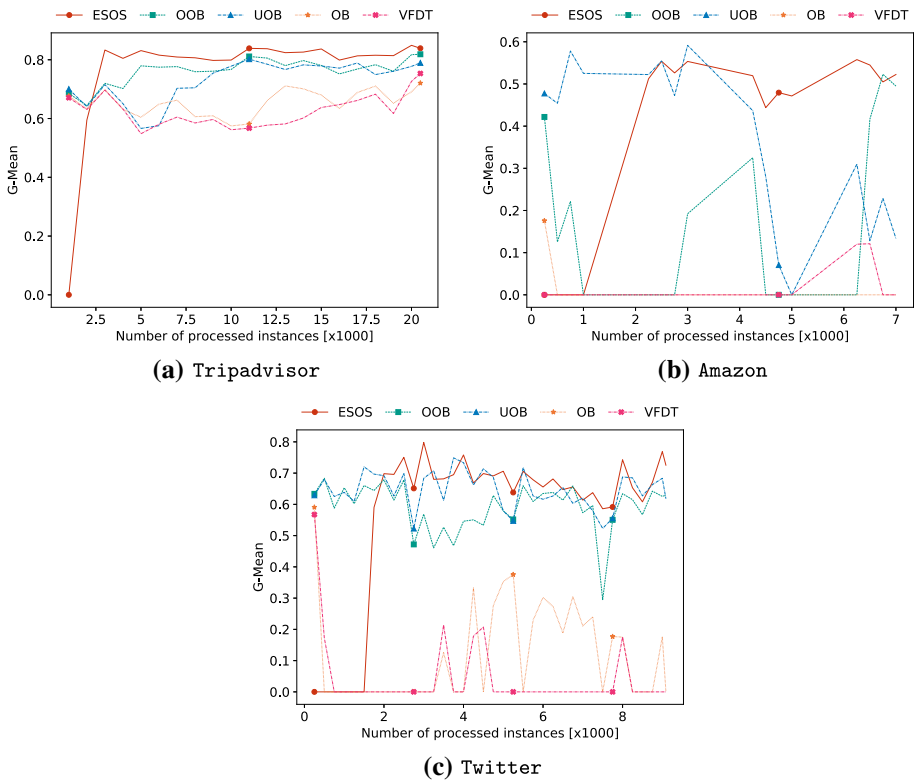 ESOS OOB UOB OB VFDT
0.8
0.6
0.4
0.2
0.0
G-Mean
2.5 5 7.5 10 12.5 15 17.5 20
Number of processed instances [x1000]
(a) Tripadvisor
ESOS OOB UOB OB VFDT
0.6
0.5
0.4
0.3
0.2
0.1
0.0
G-Mean
0 1 2 3 4 5 6 7
Number of processed instances [x1000]
(b) Amazon
ESOS OOB UOB OB VFDT
0.8
0.7
0.6
0.5
0.4
0.3
0.2
0.1
0.0
G-Mean
0 2 4 6 8
Number of processed instances [x1000]
(c) Twitter